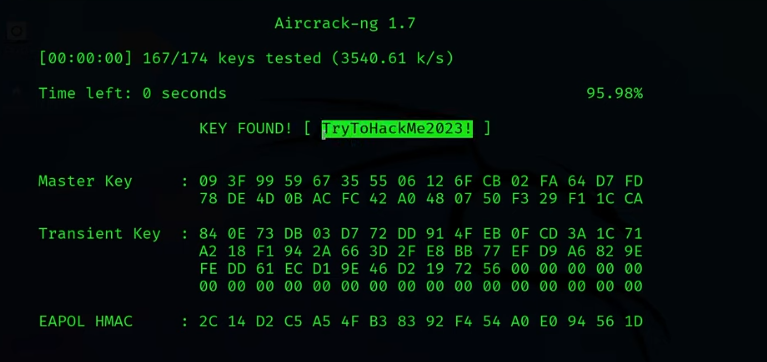 Aircrack-ng 1.7
[00:00:00] 167/174 keys tested (3540.61 k/s)
Time left: 0 seconds 95.98%
KEY FOUND! [ TryToHackMe2023! ]
Master Key : 09 3F 99 59 67 35 55 06 12 6F CB 02 FA 64 D7 FD
78 DE 4D 0B AC FC 42 A0 48 07 50 F3 29 F1 1C CA
Transient Key : 84 0E 73 DB 03 D7 72 DD 91 4F EB 0F CD 3A 1C 71
A2 18 F1 94 2A 66 3D 2F E8 BB 77 EF D9 A6 82 9E
FE DD 61 EC D1 9E 46 D2 19 72 56 00 00 00 00 00
00 00 00 00 00 00 00 00 00 00 00 00 00 00 00 00
EAPOL HMAC : 2C 14 D2 C5 A5 4F B3 83 92 F4 54 A0 E0 94 56 1D